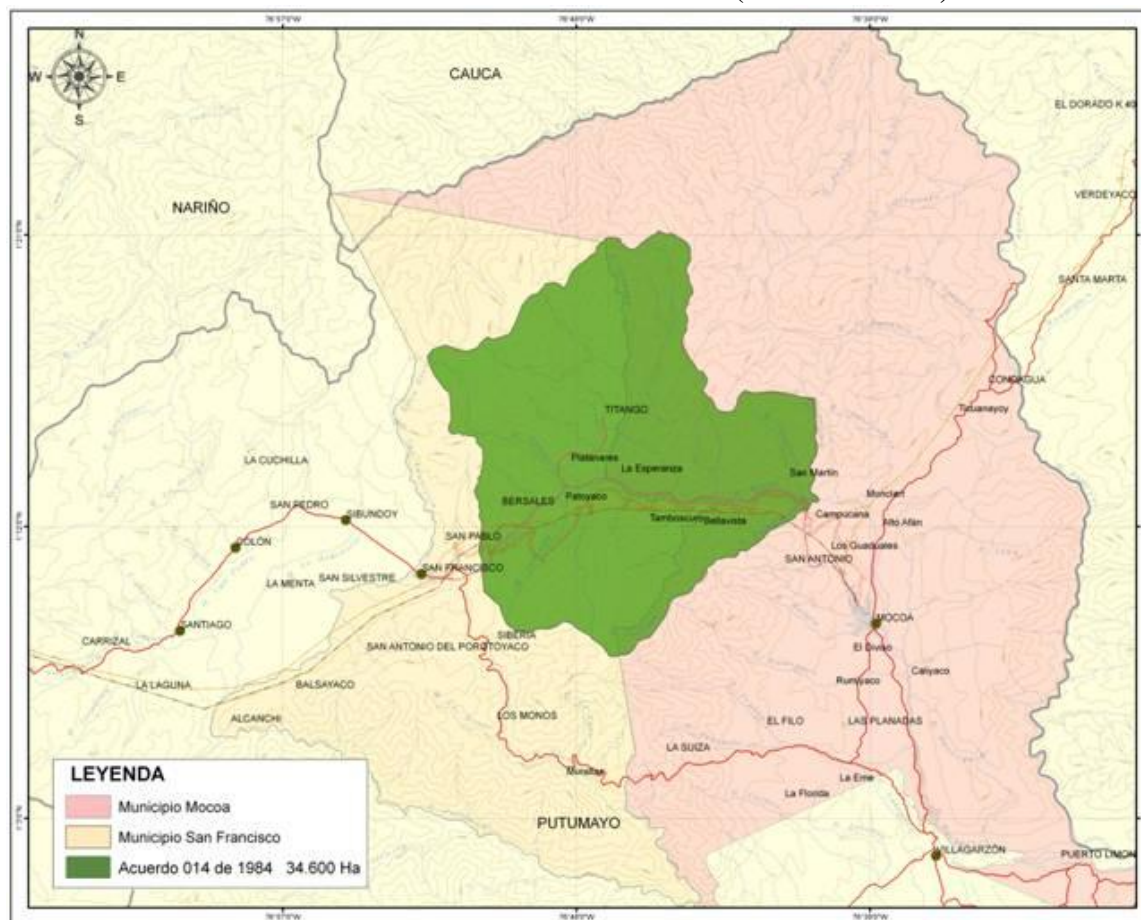 N
W E
S
CAUCA
EL DORADO K 40
NARIÑO
VERDEYACO
SANTA MARTA
CONDAGUA
TITANGO
LA CUCHILLA
Platanares
La Esperanza
San Martín
SAN PEDRO
BERSALES
Patoyaco
SIBUNDOY
Tamboscuro
Bellavista
Campucana
Alto Afán
COLÓN
SAN PABLO
Los Guaduales
SAN ANTONIO
SAN FRANCISCO
LA MENTA
SAN SILVESTRE
MOCOA
SANTIAGO
CARRIZAL
SIBERIA
SAN ANTONIO DEL POROTOYACO
El Diviso
Caliyaco
Rumiyaco
LA LAGUNA
BALSAYACO
ALCANCHI
LOS MONOS
EL FILO
LAS PLANADAS
LA SUIZA
Murallas
La Eme
La Florida
PUTUMAYO
VILLAGARZÓN
PUERTO LIMON
LEYENDA
Municipio Mocoa
Municipio San Francisco
Acuerdo 014 de 1984 34.600 Ha